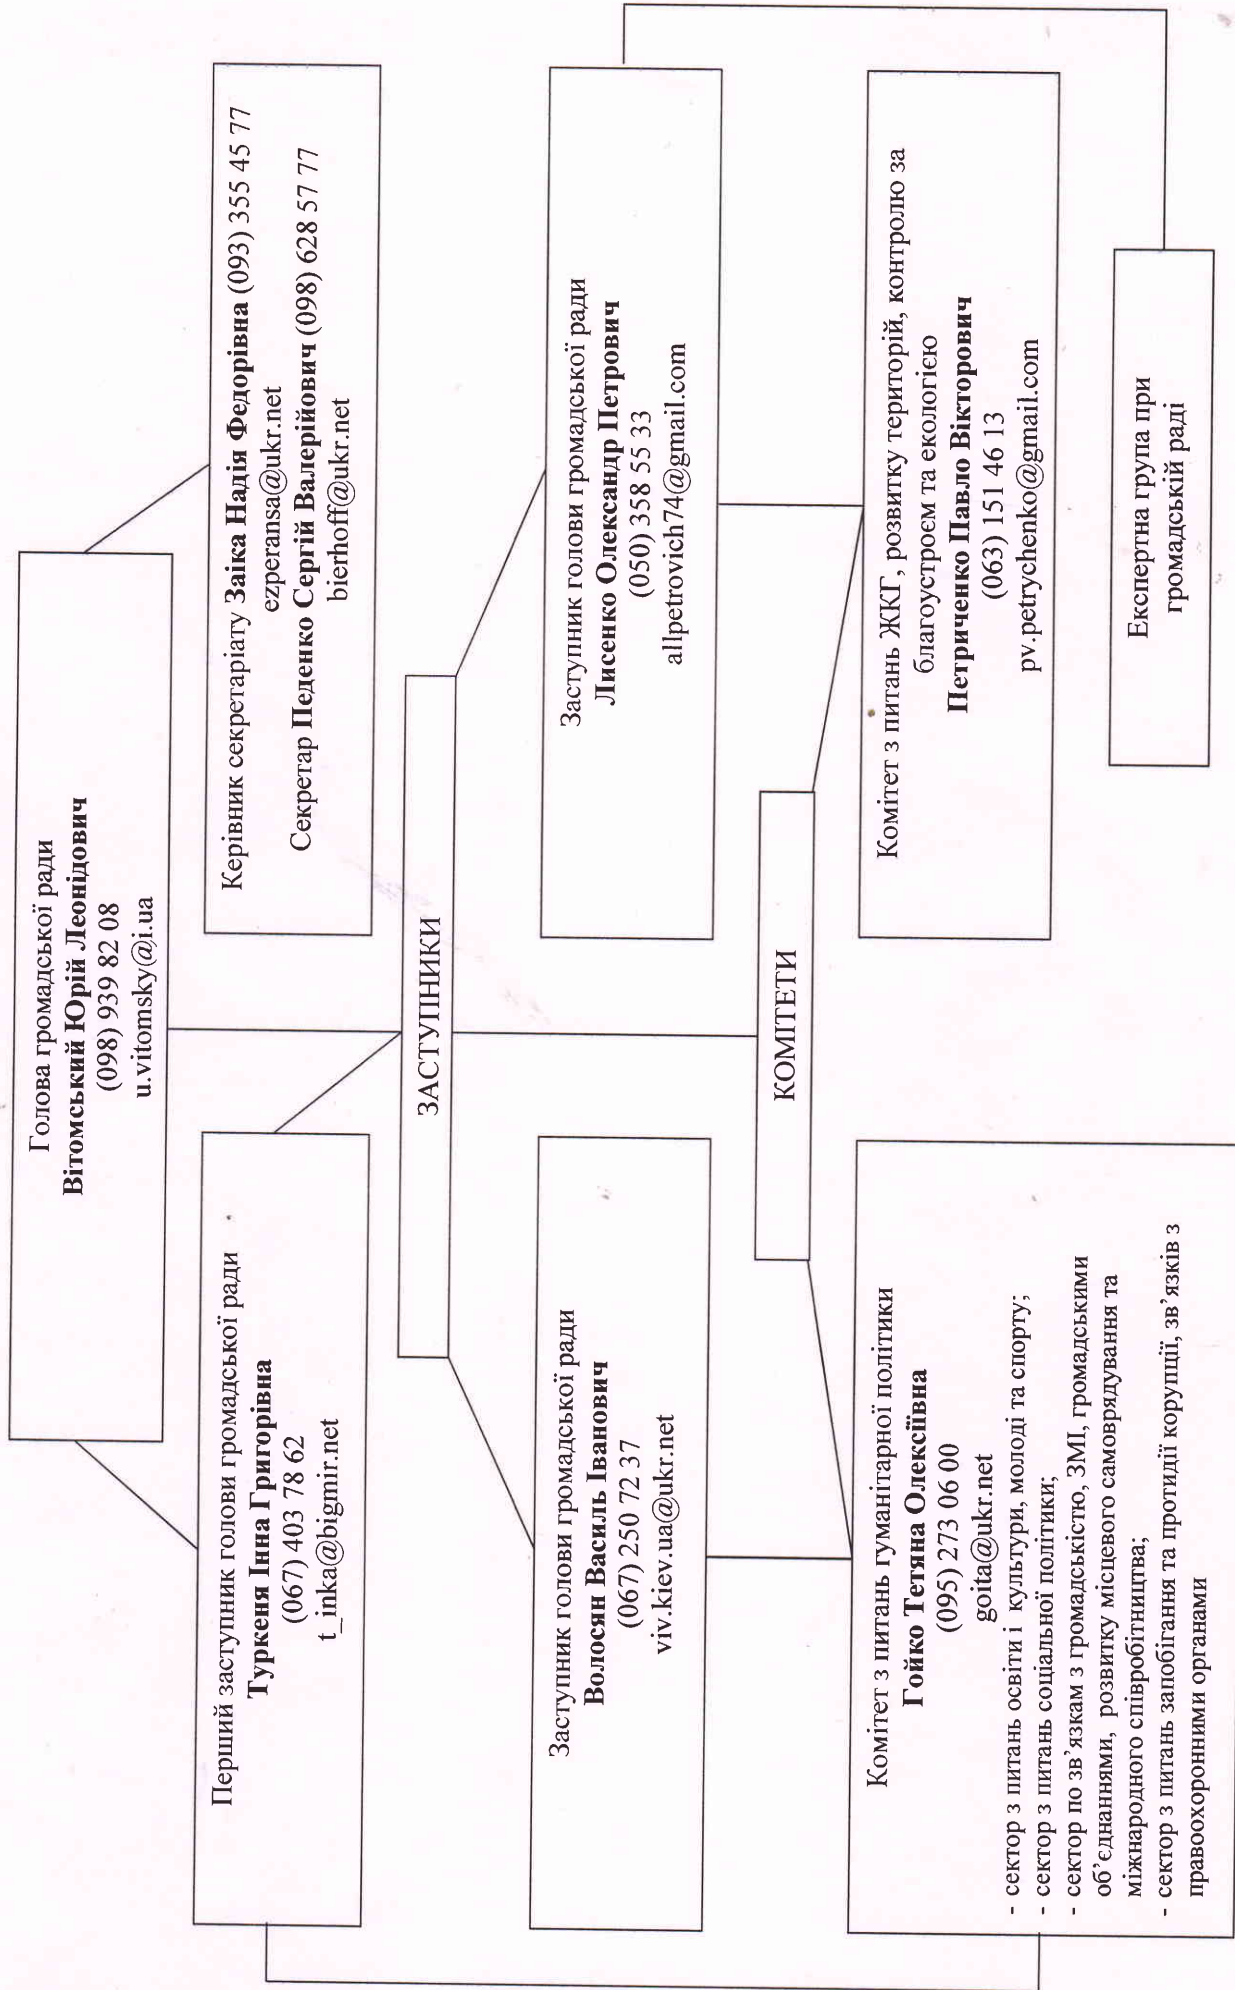 Голова громадської ради
Вітомський Юрій Леонідович
(098) 939 82 08
u.vitomsky@i.ua
Перший заступник голови громадської ради
Туркеня Інна Григорівна
(067) 403 78 62
t_inka@bigmir.net
Керівник секретаріату Заіка Надія Федорівна (093) 355 45 77
ezperansa@ukr.net
Секретар Педенко Сергій Валерійович (098) 628 57 77
bierhoff@ukr.net
ЗАСТУПНИКИ
Заступник голови громадської ради
Волосян Василь Іванович
(067) 250 72 37
viv.kiev.ua@ukr.net
Заступник голови громадської ради
Лисенко Олександр Петрович
(050) 358 55 33
allpetrovich74@gmail.com
КОМІТЕТИ
Комітет з питань гуманітарної політики
Гойко Тетяна Олексіївна
(095) 273 06 00
goita@ukr.net
- сектор з питань освіти і культури, молоді та спорту;
- сектор з питань соціальної політики;
- сектор по зв’язкам з громадськістю, ЗМІ, громадськими
об’єднаннями, розвитку місцевого самоврядування та
міжнародного співробітництва;
- сектор з питань запобігання та протидії корупції, зв’язків з
правоохоронними органами
Комітет з питань ЖКГ, розвитку територій, контролю за
благоустроєм та екологією
Петриченко Павло Вікторович
(063) 151 46 13
pv.petrychenko@gmail.com
Експертна група при
громадській раді